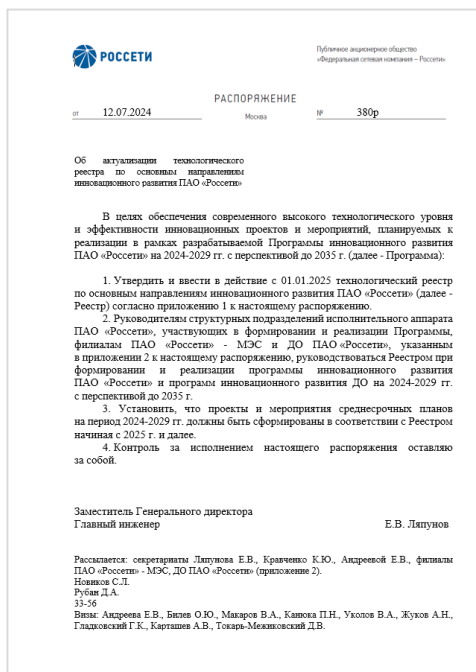 РОССЕТИ
Публичное акционерное общество
«Федеральная сетевая компания – Россети»
РАСПОРЯЖЕНИЕ
от 12.07.2024 Москва № 380р
Об актуализации технологического
реестра по основным направлениям
инновационного развития ПАО «Россети»
В целях обеспечения современного высокого технологического уровня
и эффективности инновационных проектов и мероприятий, планируемых к
реализации в рамках разрабатываемой Программы инновационного развития
ПАО «Россети» на 2024-2029 гг. с перспективой до 2035 г. (далее - Программа):
1. Утвердить и ввести в действие с 01.01.2025 технологический реестр
по основным направлениям инновационного развития ПАО «Россети» (далее -
Реестр) согласно приложению 1 к настоящему распоряжению.
2. Руководителям структурных подразделений исполнительного аппарата
ПАО «Россети», участвующих в формировании и реализации Программы,
филиалам ПАО «Россети» - МЭС и ДО ПАО «Россети», указанным
в приложении 2 к настоящему распоряжению, руководствоваться Реестром при
формировании и реализации программы инновационного развития
ПАО «Россети» и программ инновационного развития ДО на 2024-2029 гг.
с перспективой до 2035 г.
3. Установить, что проекты и мероприятия среднесрочных планов
на период 2024-2029 гг. должны быть сформированы в соответствии с Реестром
начиная с 2025 г. и далее.
4. Контроль за исполнением настоящего распоряжения оставляю
за собой.
Заместитель Генерального директора
Главный инженер Е.В. Ляпунов
Рассылается: секретариаты Ляпунова Е.В., Кравченко К.Ю., Андреевой Е.В., филиалы
ПАО «Россети» - МЭС, ДО ПАО «Россети» (приложение 2).
Новиков С.Л.
Рубан Д.А.
33-56
Визы: Андреева Е.В., Билев О.Ю., Макаров В.А., Канюка П.Н., Уколов В.А., Жуков А.Н.,
Гладковский Г.К., Карташев А.В., Токарь-Межиковский Д.В.